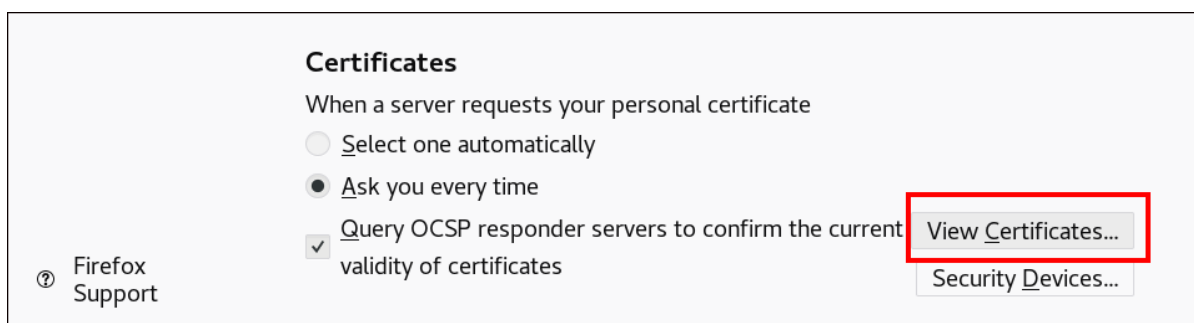 Certificates
When a server requests your personal certificate
Select one automatically
Ask you every time
Query OCSP responder servers to confirm the current
validity of certificates
View Certificates...
Security Devices...
Firefox
Support